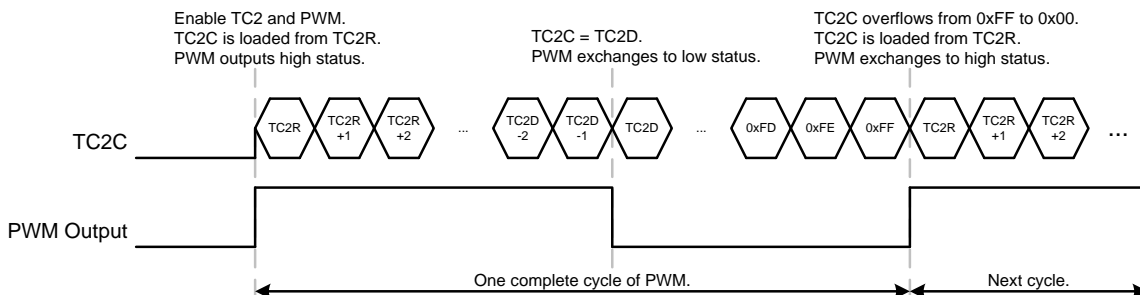 Enable TC2 and PWM.
TC2C is loaded from TC2R.
PWM outputs high status.
TC2C = TC2D.
PWM exchanges to low status.
TC2C overflows from 0xFF to 0x00.
TC2C is loaded from TC2R.
PWM exchanges to high status.
TC2C
TC2R
TC2R
+1
TC2R
+2
...
TC2D
-2
TC2D
-1
TC2D
...
0xFD
0xFE
0xFF
TC2R
TC2R
+1
TC2R
+2
...
PWM Output
One complete cycle of PWM.
Next cycle.